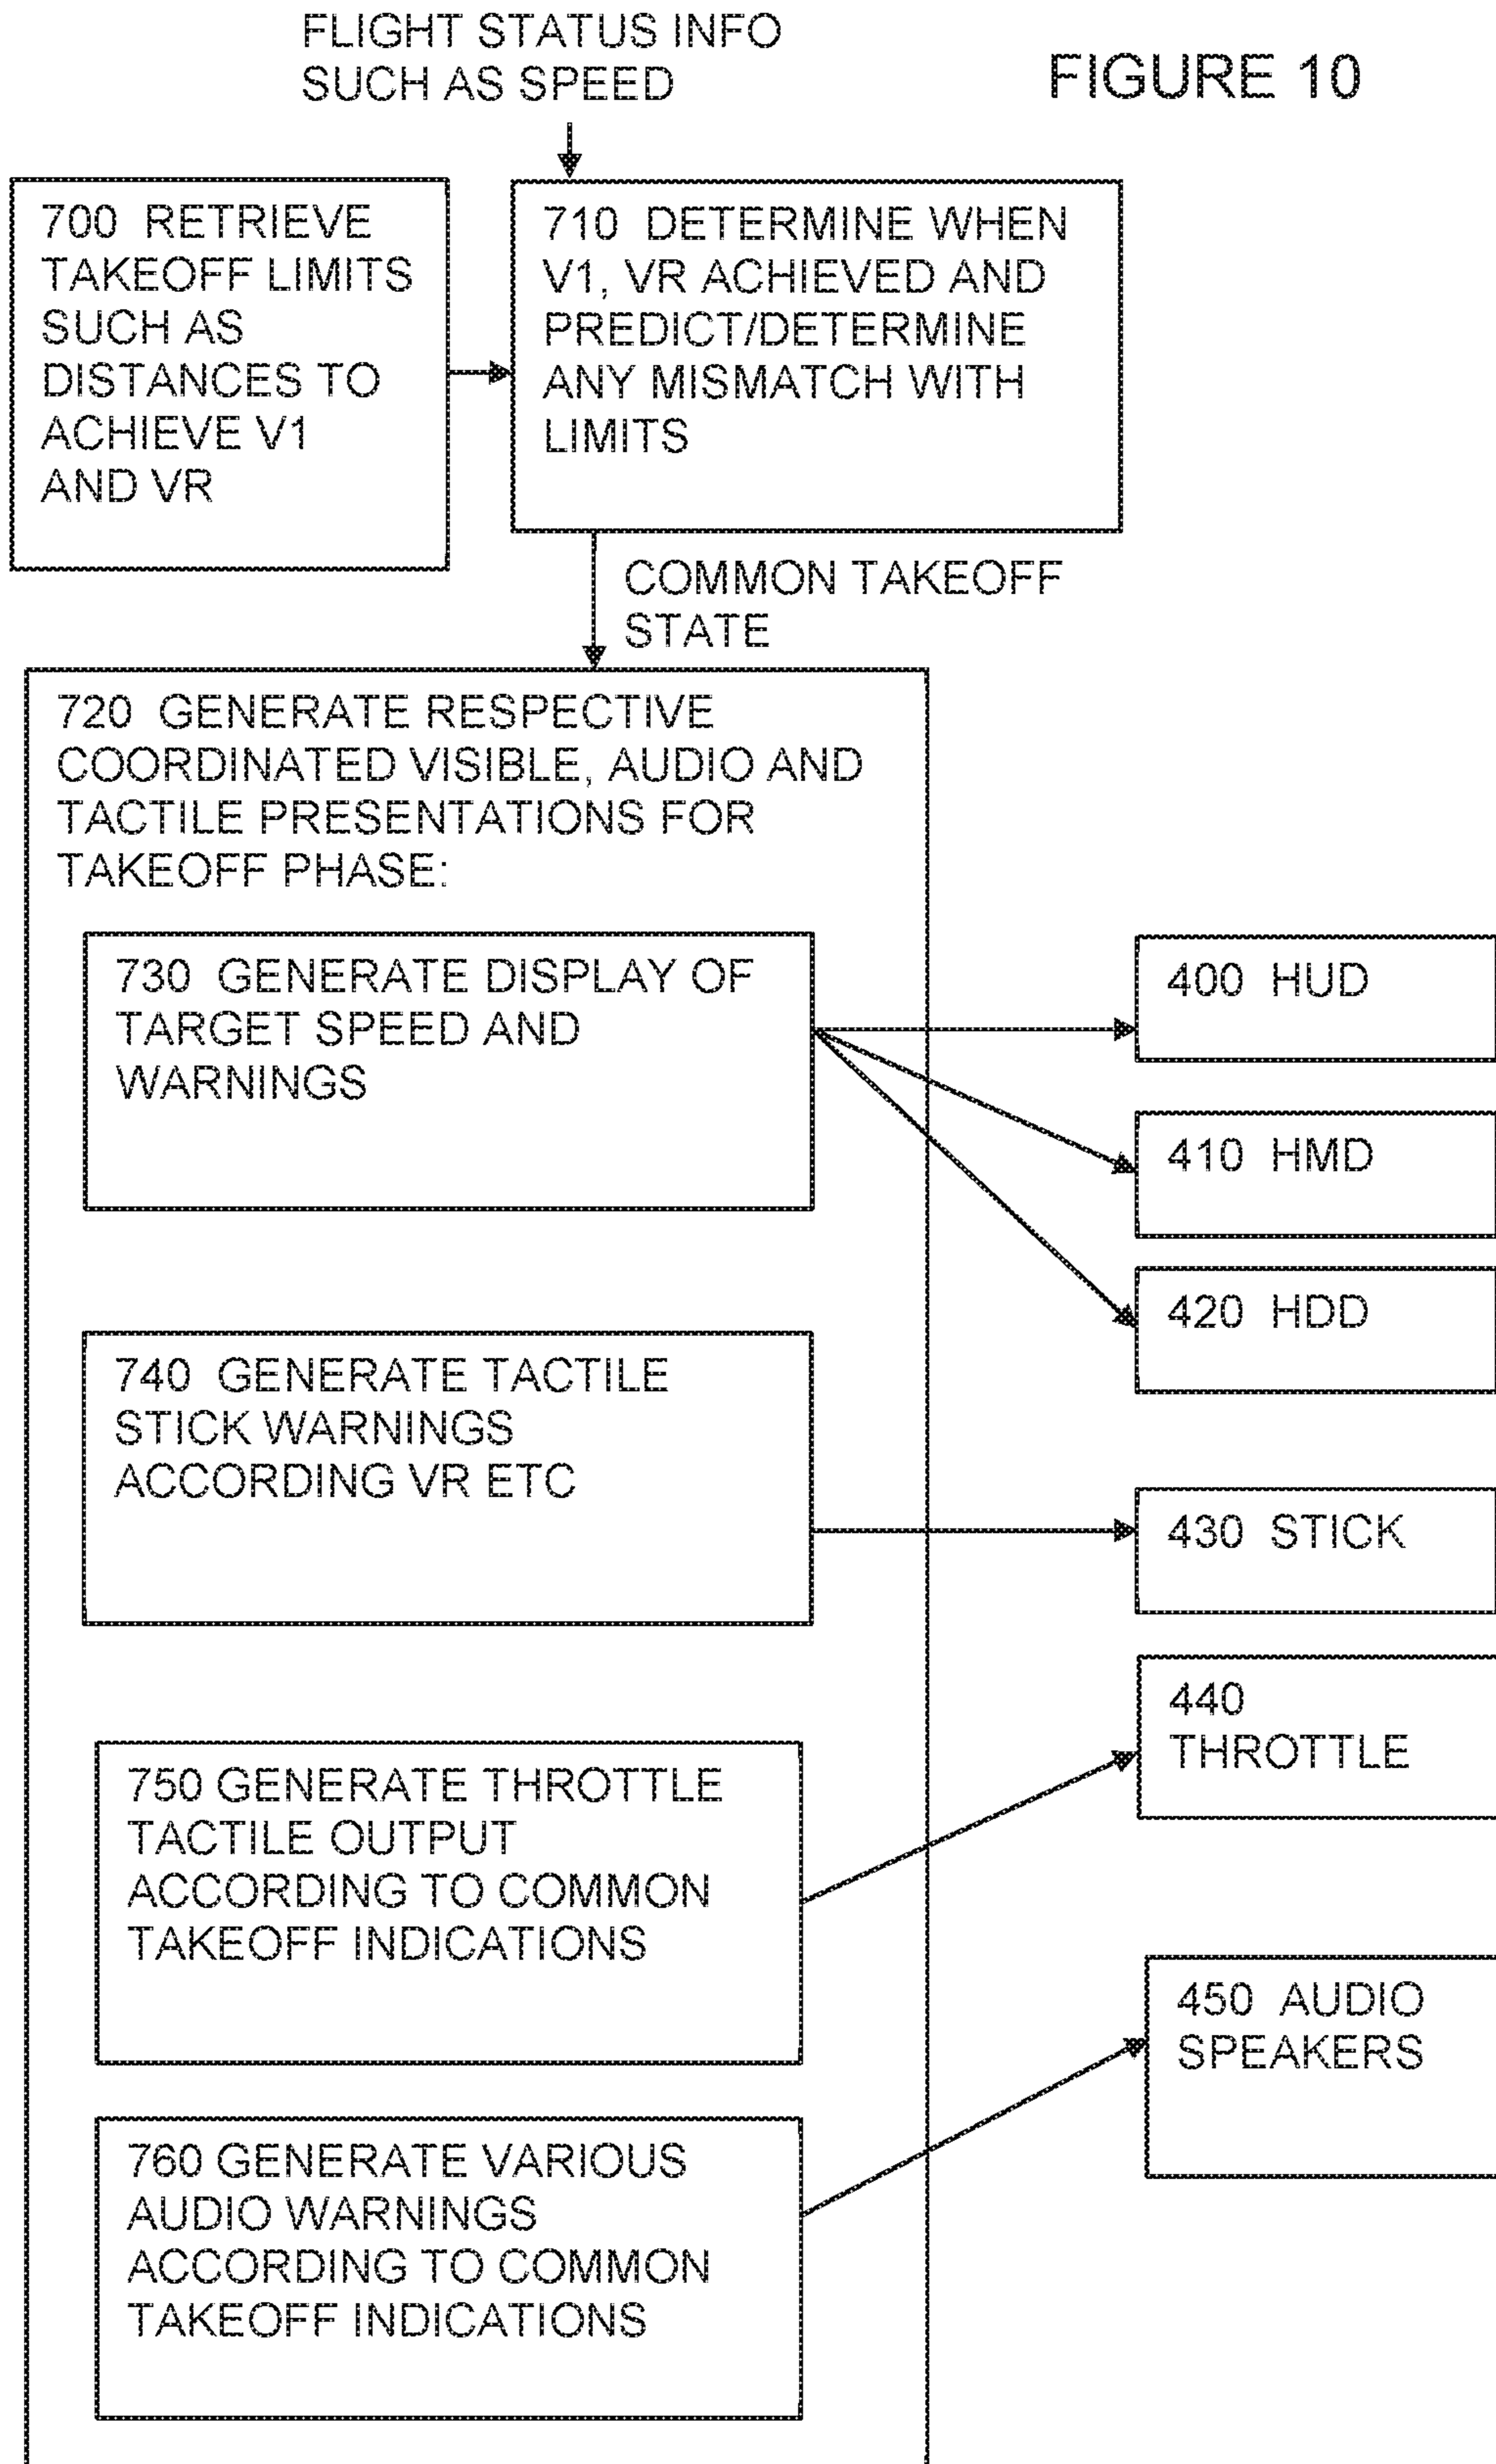 FLIGHT STATUS INFO
SUCH AS SPEED
FIGURE 10
700 RETRIEVE
TAKEOFF LIMITS
SUCH AS
DISTANCES TO
ACHIEVE V1
AND VR
710 DETERMINE WHEN
V1, VR ACHIEVED AND
PREDICT/DETERMINE
ANY MISMATCH WITH
LIMITS
COMMON TAKEOFF
STATE
720 GENERATE RESPECTIVE
COORDINATED VISIBLE, AUDIO AND
TACTILE PRESENTATIONS FOR
TAKEOFF PHASE:
730 GENERATE DISPLAY OF
TARGET SPEED AND
WARNINGS
400 HUD
410 HMD
420 HDD
740 GENERATE TACTILE
STICK WARNINGS
ACCORDING VR ETC
430 STICK
440
THROTTLE
750 GENERATE THROTTLE
TACTILE OUTPUT
ACCORDING TO COMMON
TAKEOFF INDICATIONS
450 AUDIO
SPEAKERS
760 GENERATE VARIOUS
AUDIO WARNINGS
ACCORDING TO COMMON
TAKEOFF INDICATIONS